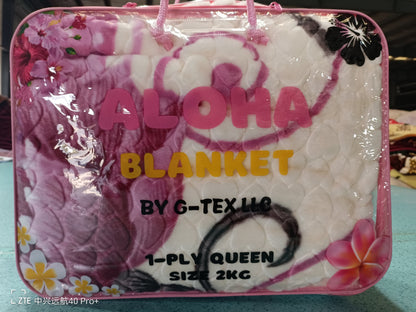 ALOHA
BLANKET
BY G-TEX LLC
1-PLY QUEEN
SIZE 2KG
ZTE 中兴远航40 Pro+